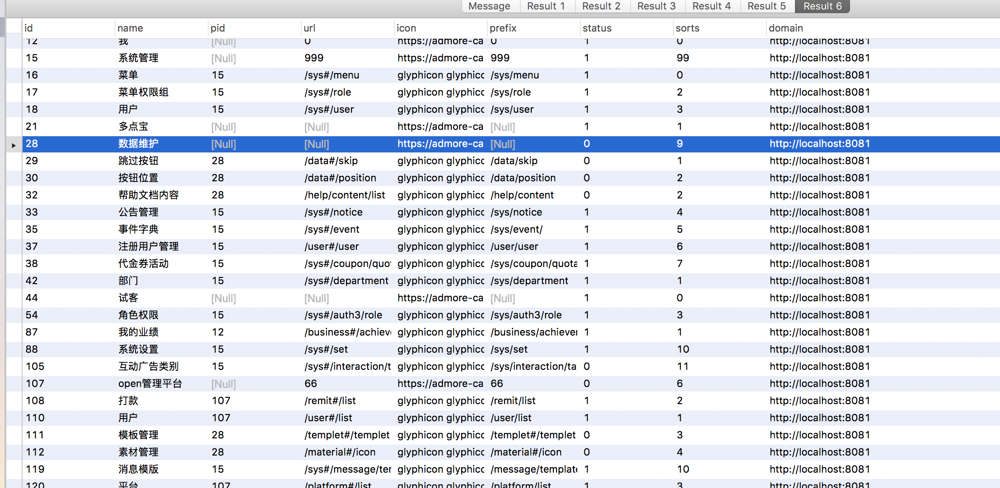 Message Result 1 Result 2 Result 3 Result 4 Result 5 Result 6
id name pid url icon prefix status sorts domain
12 我 [Null] 0 https://admore-ca 0 1 0 http://localhost:8081
15 系统管理 [Null] 999 https://admore-ca 999 1 99 http://localhost:8081
16 菜单 15 /sys#/menu glyphicon glyphicc /sys/menu 1 0 http://localhost:8081
17 菜单权限组 15 /sys#/role glyphicon glyphicc /sys/role 1 2 http://localhost:8081
18 用户 15 /sys#/user glyphicon glyphicc /sys/user 1 3 http://localhost:8081
21 多点宝 [Null] [Null] https://admore-ca [Null] 1 1 http://localhost:8081
28 数据维护 [Null] [Null] https://admore-ca [Null] 0 9 http://localhost:8081
29 跳过按钮 28 /data#/skip glyphicon glyphicc /data/skip 0 1 http://localhost:8081
30 按钮位置 28 /data#/position glyphicon glyphicc /data/position 0 2 http://localhost:8081
32 帮助文档内容 28 /help/content/list glyphicon glyphicc /help/content 0 2 http://localhost:8081
33 公告管理 15 /sys#/notice glyphicon glyphicc /sys/notice 1 4 http://localhost:8081
35 事件字典 15 /sys#/event glyphicon glyphicc /sys/event/ 1 5 http://localhost:8081
37 注册用户管理 15 /user#/user glyphicon glyphicc /user/user 1 6 http://localhost:8081
38 代金券活动 15 /sys#/coupon/quot glyphicon glyphicc /sys/coupon/quota 1 7 http://localhost:8081
42 部门 15 /sys#/department glyphicon glyphicc /sys/department 1 1 http://localhost:8081
44 试客 [Null] [Null] https://admore-ca [Null] 1 0 http://localhost:8081
54 角色权限 15 /sys#/auth3/role glyphicon glyphicc /sys/auth3/role 1 3 http://localhost:8081
87 我的业绩 12 /business#/achiev glyphicon glyphicc /business/achiever 1 1 http://localhost:8081
88 系统设置 15 /sys#/set glyphicon glyphicc /sys/set 1 10 http://localhost:8081
105 互动广告类别 15 /sys#/interaction/t glyphicon glyphicc /sys/interaction/ta 0 11 http://localhost:8081
107 open管理平台 [Null] 66 https://admore-ca 66 0 6 http://localhost:8081
108 打款 107 /remit#/list glyphicon glyphicc /remit/list 1 2 http://localhost:8081
110 用户 107 /user#/list glyphicon glyphicc /user/list 1 1 http://localhost:8081
111 模板管理 28 /templet#/templet glyphicon glyphicc /templet#/templet 0 3 http://localhost:8081
112 素材管理 28 /material#/icon glyphicon glyphicc /material#/icon 0 4 http://localhost:8081
119 消息模版 15 /sys#/message/ter glyphicon glyphicc /message/template 1 10 http://localhost:8081
120 平台 107 /platform#/list glyphicon glyphicc /platform/list 1 3 http://localhost:8081